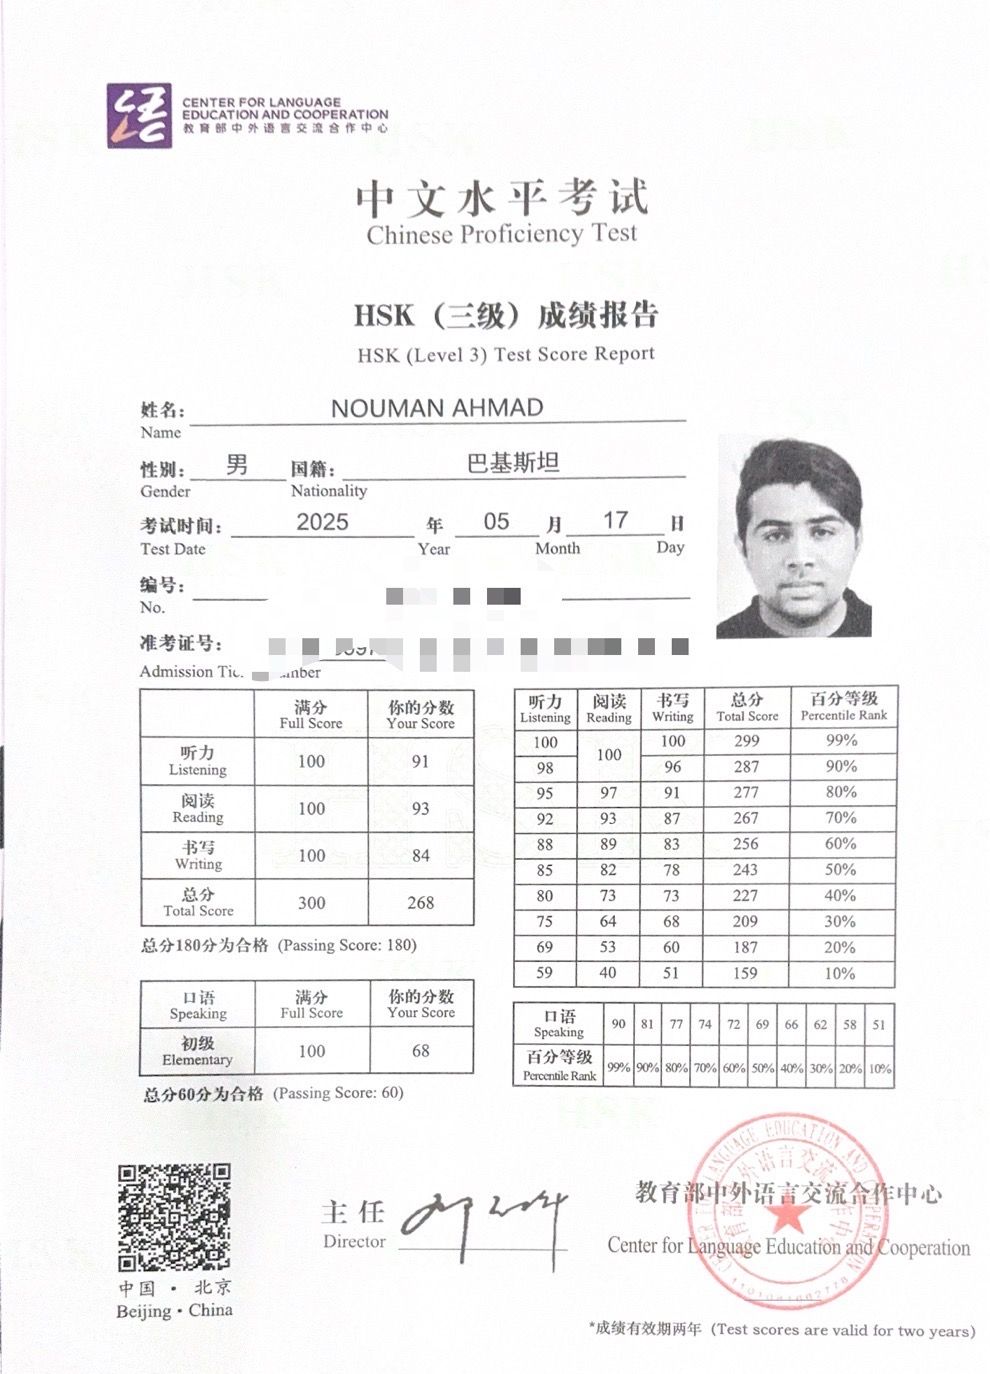 CENTER FOR LANGUAGE
EDUCATION AND COOPERATION
教育部中外语言交流合作中心
中文水平考试
Chinese Proficiency Test
HSK（三级）成绩报告
HSK (Level 3) Test Score Report
姓名： NOUMAN AHMAD
Name
性别： 男 国籍： 巴基斯坦
Gender Nationality
考试时间： 2025 年 05 月 17 日
Test Date Year Month Day
编号：
No.
准考证号：
Admission
满分 你的分数
Full Score Your Score
听力 100 91
Listening
阅读 100 93
Reading
书写 100 84
Writing
总分 300 268
Total Score
总分180分为合格 (Passing Score: 180)
口语 满分 你的分数
Speaking Full Score Your Score
初级 100 68
Elementary
总分60分为合格 (Passing Score: 60)
听力 阅读 书写 总分 百分等级
Listening Reading Writing Total Score Percentile Rank
100 100 100 299 99%
98 96 287 90%
95 97 91 277 80%
92 93 87 267 70%
88 89 83 256 60%
85 82 78 243 50%
80 73 73 227 40%
75 64 68 209 30%
69 53 60 187 20%
59 40 51 159 10%
口语 90 81 77 74 72 69 66 62 58 51
Speaking
百分等级 99% 90% 80% 70% 60% 50% 40% 30% 20% 10%
Percentile Rank
中国·北京
Beijing·China
主任
Director
教育部中外语言交流合作中心
Center for Language Education and Cooperation
*成绩有效期两年 (Test scores are valid for two years)